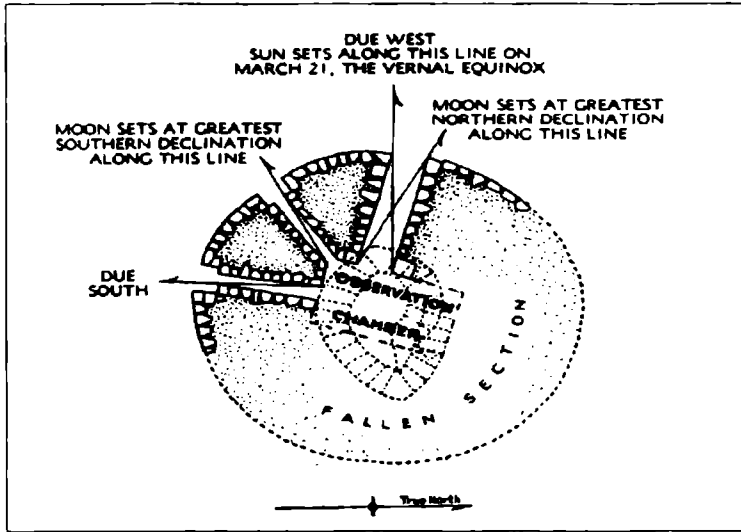 DUE WEST
SUN SETS ALONG THIS LINE ON
MARCH 21, THE VERNAL EQUINOX
MOON SETS AT GREATEST
NORTHERN DECLINATION
ALONG THIS LINE
MOON SETS AT GREATEST
SOUTHERN DECLINATION
ALONG THIS LINE
DUE
SOUTH
OBSERVATION
CHAMBER
FALLEN SECTION
True North